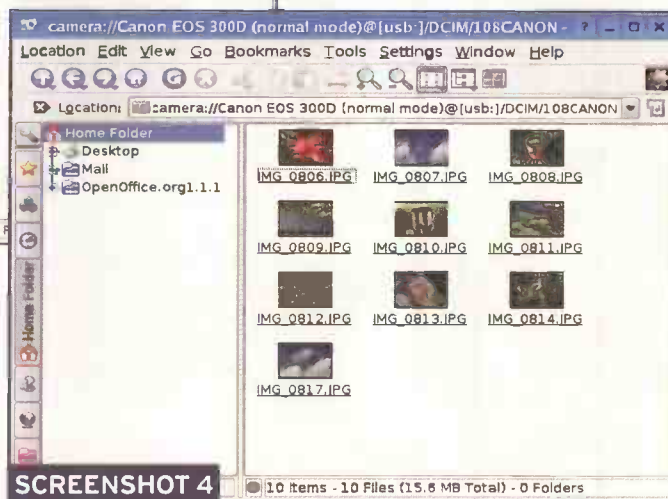 camera://Canon EOS 300D (normal mode)@[usb:]/DCIM/108CANON -
Location Edit View Go Bookmarks Tools Settings Window Help
Location: camera://Canon EOS 300D (normal mode)@[usb:]/DCIM/108CANON
Home Folder
Desktop
Mail
OpenOffice.org1.1.1
Home Folder
IMG_0806.JPG IMG_0807.JPG IMG_0808.JPG
IMG_0809.JPG IMG_0810.JPG IMG_0811.JPG
IMG_0812.JPG IMG_0813.JPG IMG_0814.JPG
IMG_0817.JPG
SCREENSHOT 4
10 Items - 10 Files (15.6 MB Total) - 0 Folders